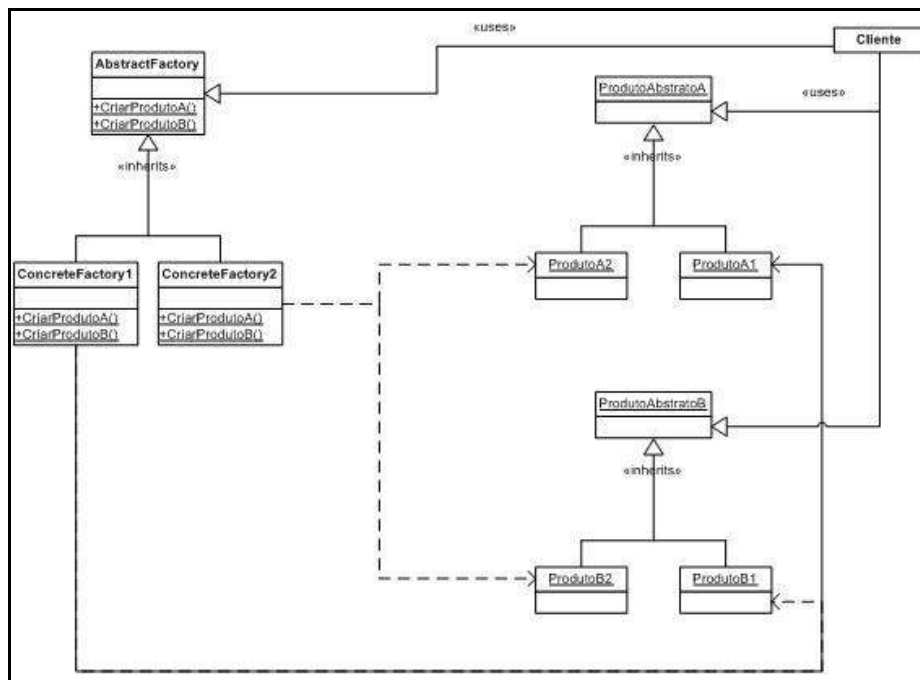 «uses»
Cliente
AbstractFactory
+CriarProdutoA()
+CriarProdutoB()
ProdutoAbstratoA
«uses»
«inherits»
«inherits»
ConcreteFactory1
+CriarProdutoA()
+CriarProdutoB()
ConcreteFactory2
+CriarProdutoA()
+CriarProdutoB()
ProdutoA2
ProdutoA1
ProdutoAbstratoB
«inherits»
ProdutoB2
ProdutoB1